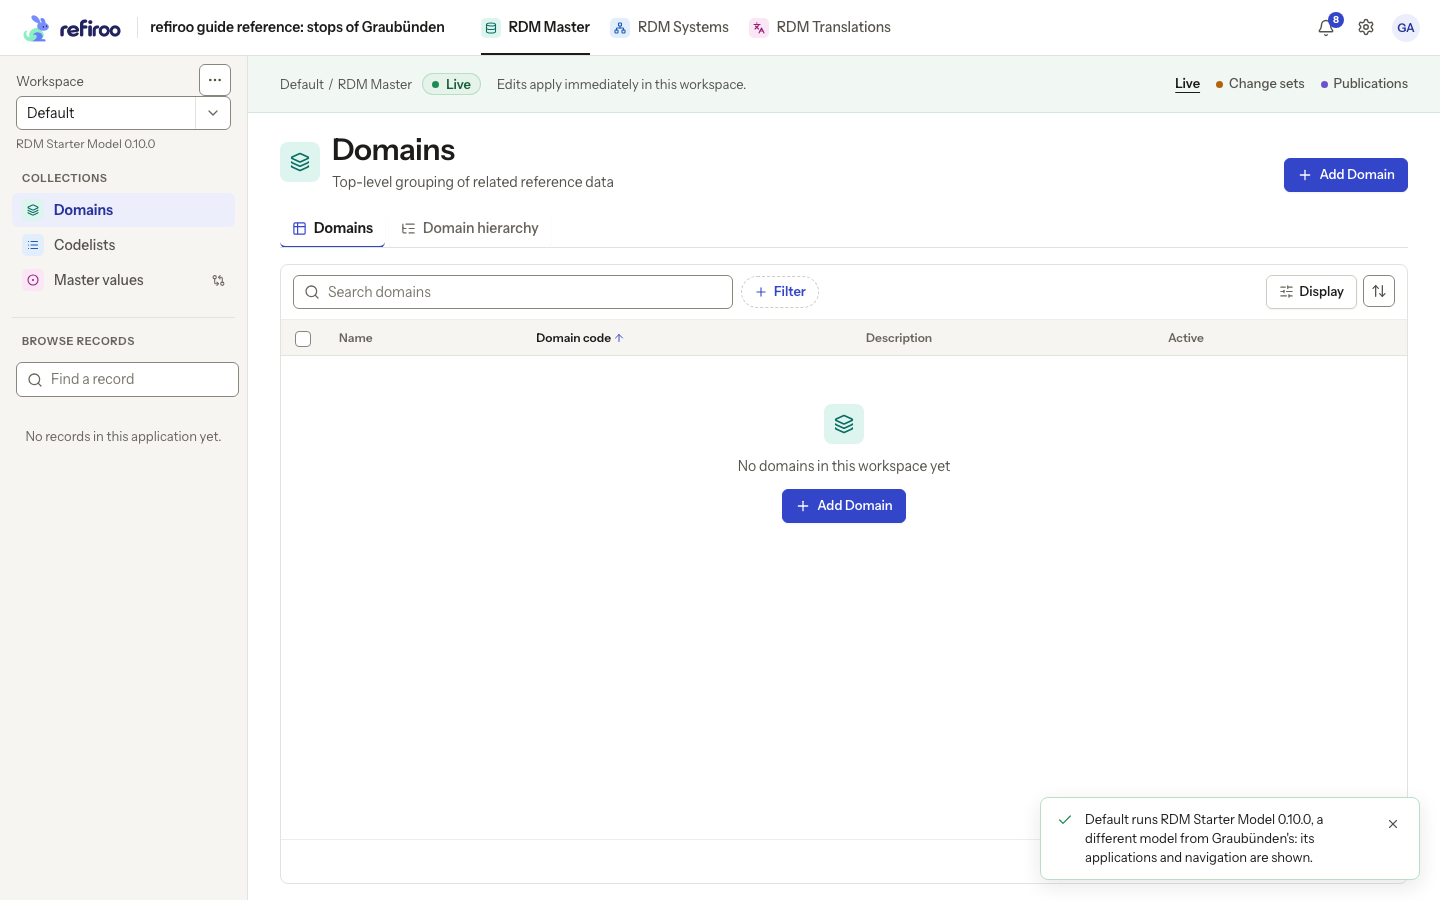 refiroo
refiroo guide reference: stops of Graubünden
RDM Master
RDM Systems
RDM Translations
8
GA
Workspace
Default
RDM Starter Model 0.10.0
COLLECTIONS
Domains
Codelists
Master values
BROWSE RECORDS
Find a record
No records in this application yet.
Default / RDM Master
Live
Edits apply immediately in this workspace.
Live
Change sets
Publications
Domains
Top-level grouping of related reference data
Add Domain
Domains
Domain hierarchy
Search domains
Filter
Display
Name
Domain code
Description
Active
No domains in this workspace yet
Add Domain
Default runs RDM Starter Model 0.10.0, a
different model from Graubünden's: its
applications and navigation are shown.